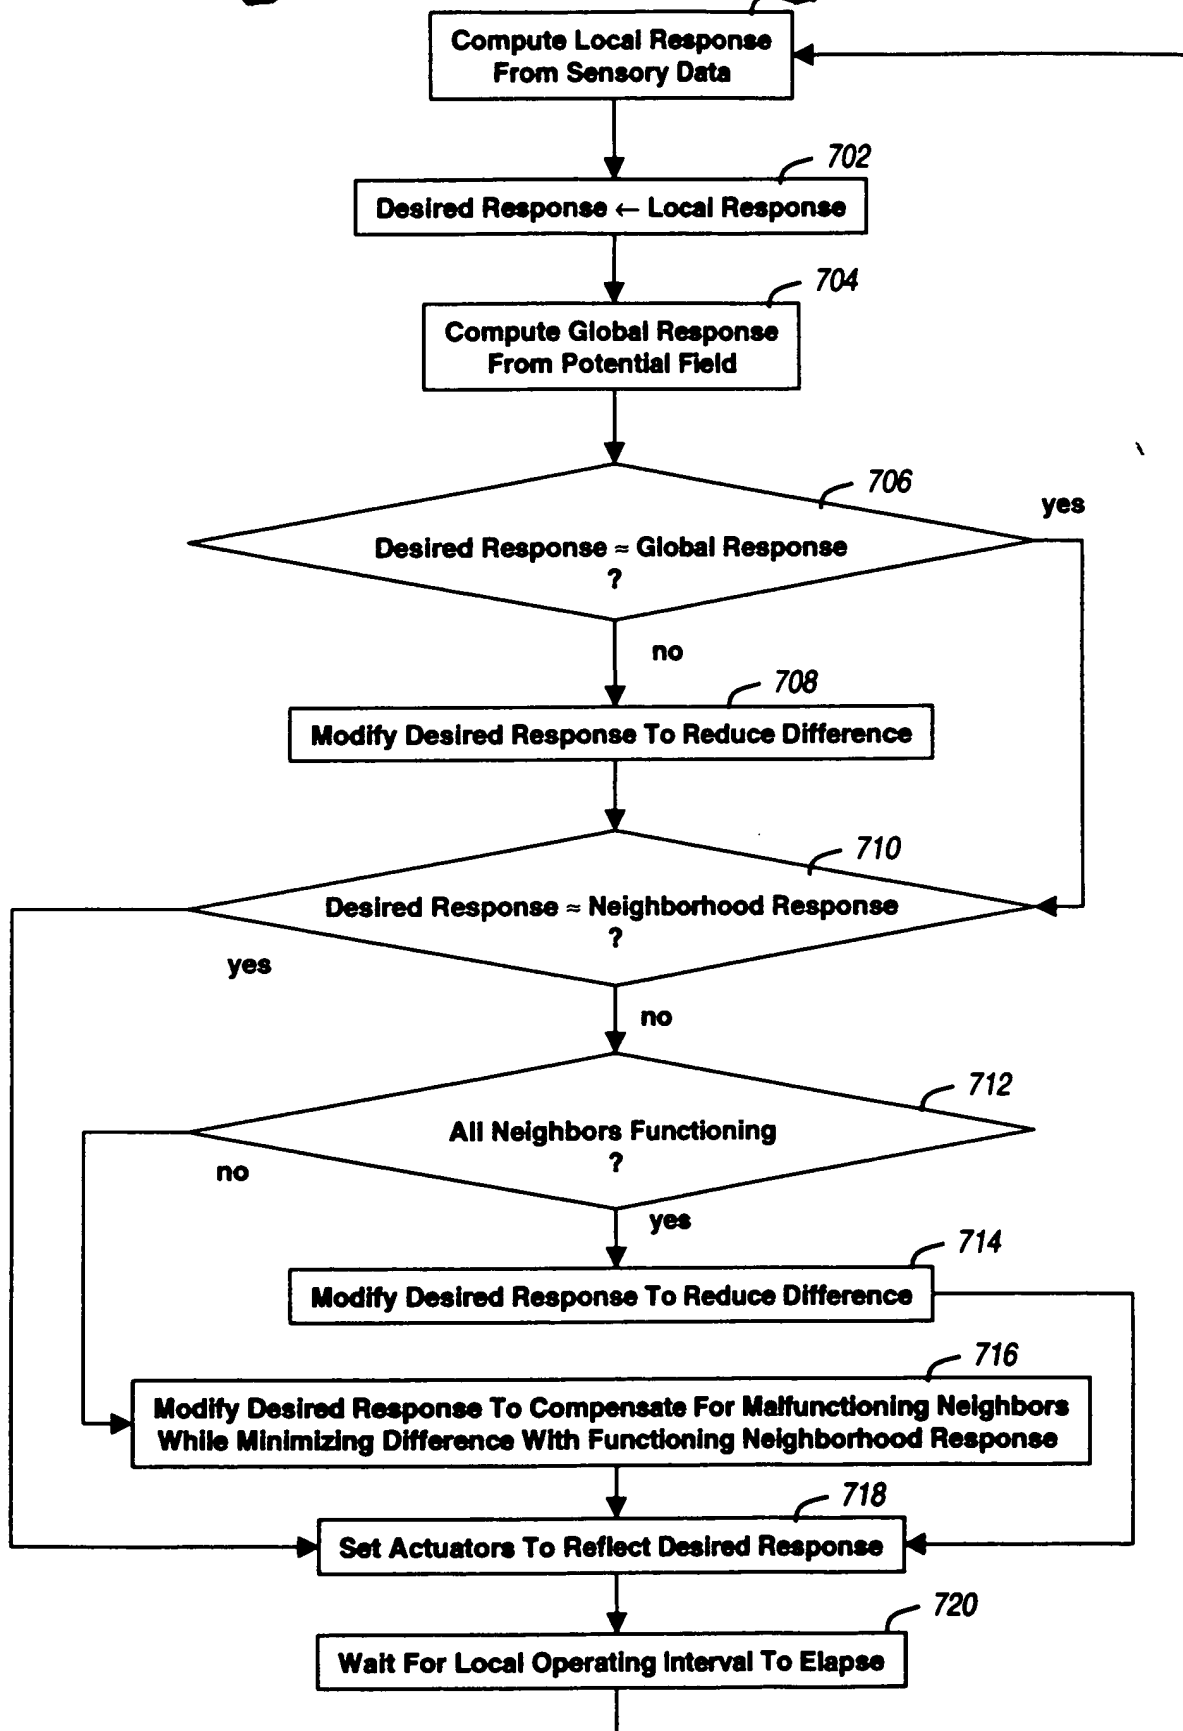 Compute Local Response
From Sensory Data
702
Desired Response ← Local Response
704
Compute Global Response
From Potential Field
706
yes
Desired Response ≈ Global Response
?
no
708
Modify Desired Response To Reduce Difference
710
Desired Response ≈ Neighborhood Response
?
yes
no
712
All Neighbors Functioning
?
no
yes
714
Modify Desired Response To Reduce Difference
716
Modify Desired Response To Compensate For Malfunctioning Neighbors
While Minimizing Difference With Functioning Neighborhood Response
718
Set Actuators To Reflect Desired Response
720
Wait For Local Operating Interval To Elapse